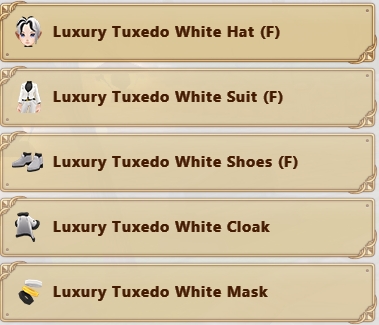 Luxury Tuxedo White Hat (F)
Luxury Tuxedo White Suit (F)
Luxury Tuxedo White Shoes (F)
Luxury Tuxedo White Cloak
Luxury Tuxedo White Mask